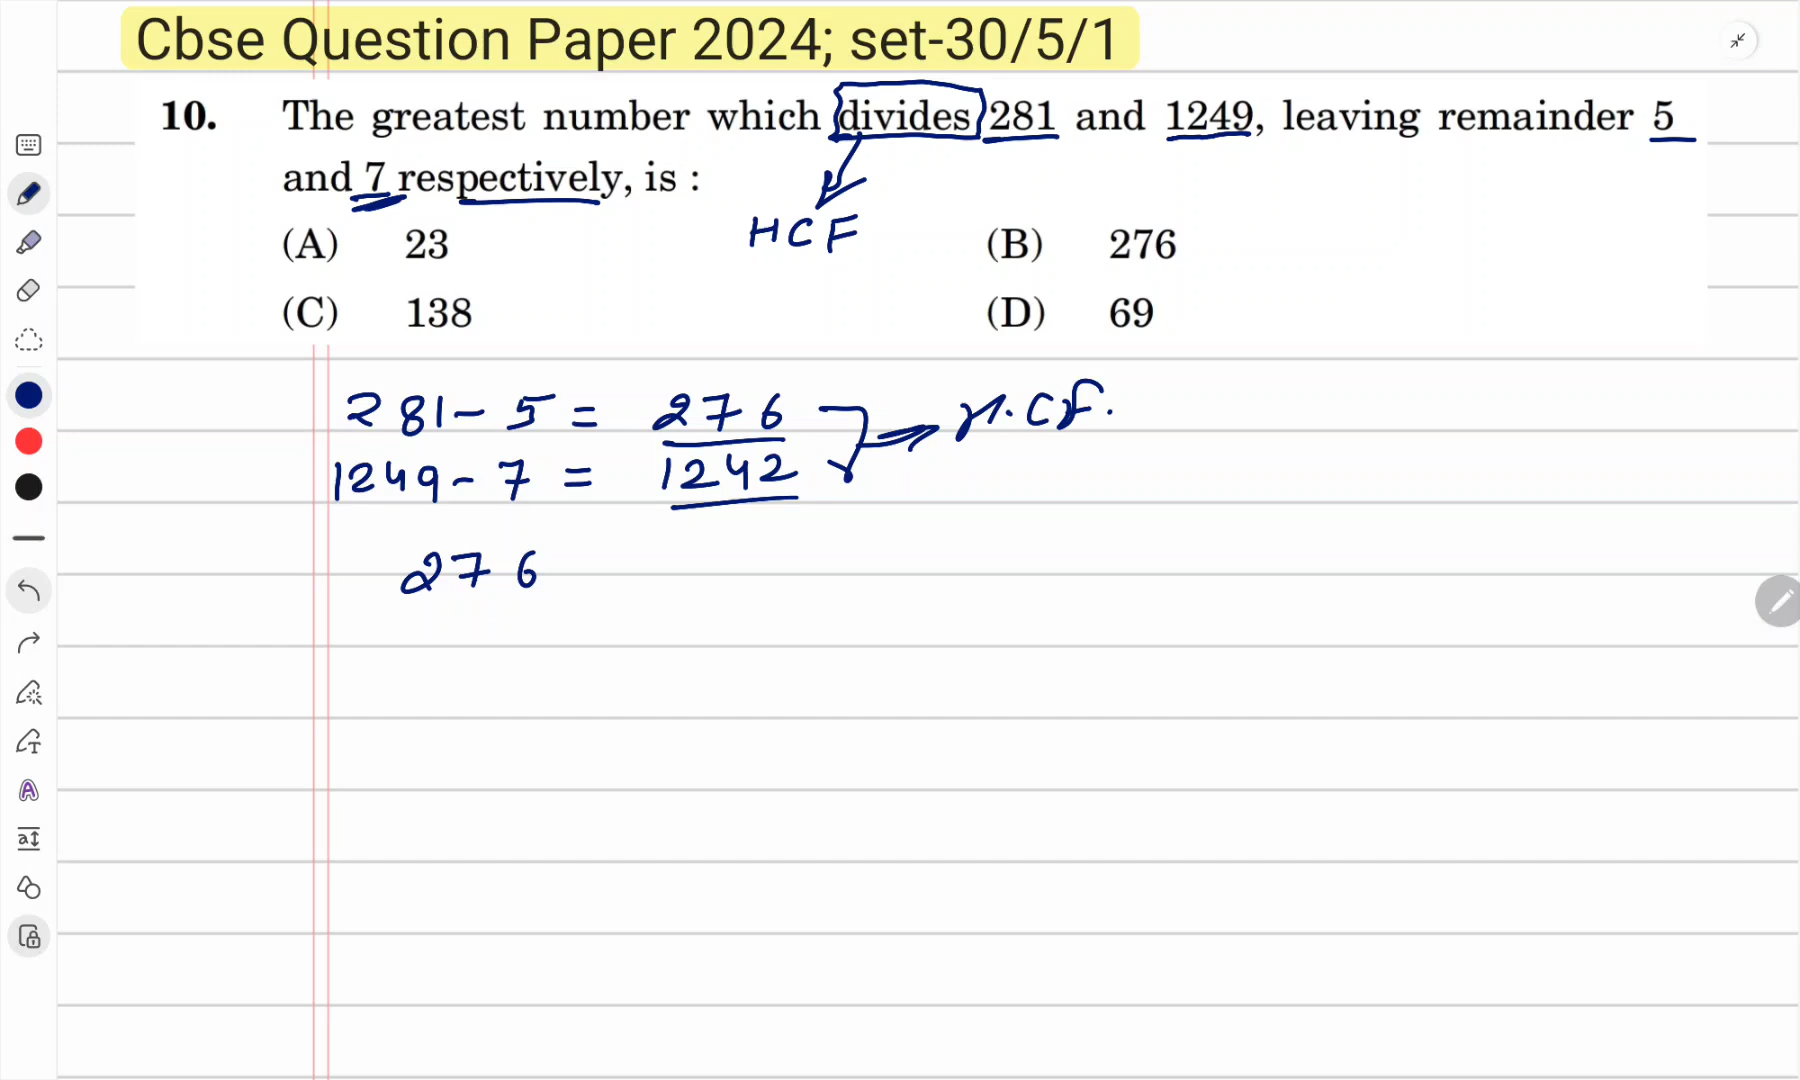 Cbse Question Paper 2024; set-30/5/1
10. The greatest number which divides 281 and 1249, leaving remainder 5
and 7 respectively, is :
HCF
(A) 23 (B) 276
(C) 138 (D) 69
281 - 5 = 276
H.CF.
1249 - 7 = 1242
276